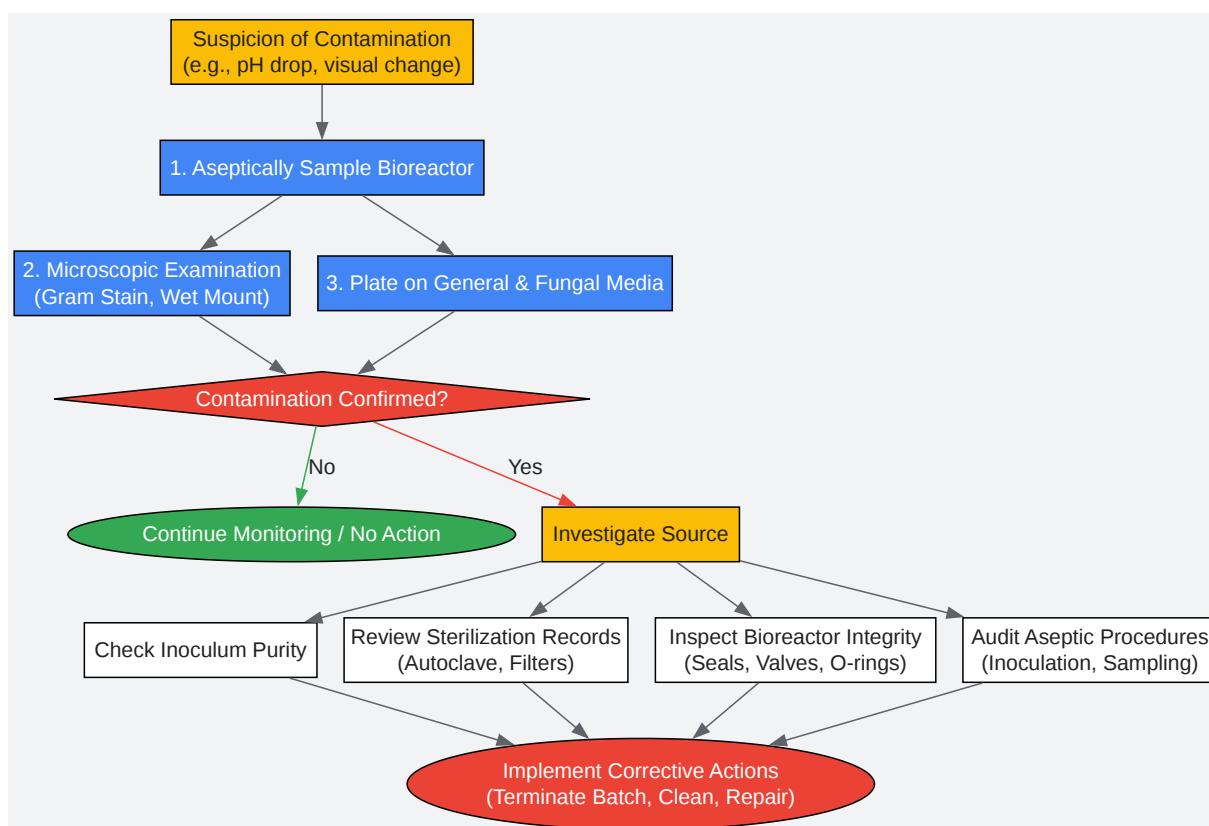 Suspicion of Contamination
(e.g., pH drop, visual change)
1. Aseptically Sample Bioreactor
2. Microscopic Examination
(Gram Stain, Wet Mount)
3. Plate on General & Fungal Media
Contamination Confirmed?
No
Yes
Continue Monitoring / No Action
Investigate Source
Check Inoculum Purity
Review Sterilization Records
(Autoclave, Filters)
Inspect Bioreactor Integrity
(Seals, Valves, O-rings)
Audit Aseptic Procedures
(Inoculation, Sampling)
Implement Corrective Actions
(Terminate Batch, Clean, Repair)